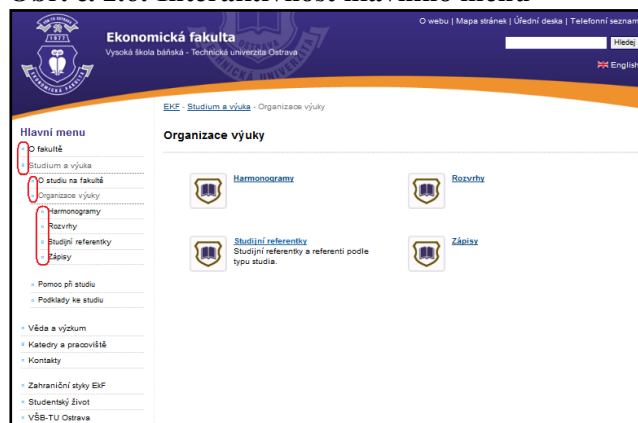 O webu | Mapa stránek | Úřední deska | Telefonní seznam
Ekonomická fakulta
Vysoká škola báňská - Technická univerzita Ostrava
1977
Hledej
English
EKF - Studium a výuka - Organizace výuky
Hlavní menu
O fakultě
Studium a výuka
O studiu na fakultě
Organizace výuky
Harmonogramy
Rozvrhy
Studijní referentky
Zápisy
Pomoc při studiu
Podklady ke studiu
Věda a výzkum
Katedry a pracoviště
Kontakty
Zahraniční styky EkF
Studentský život
VŠB-TU Ostrava
Organizace výuky
Harmonogramy
Rozvrhy
Studijní referentky
Studijní referentky a referenti podle
typu studia.
Zápisy